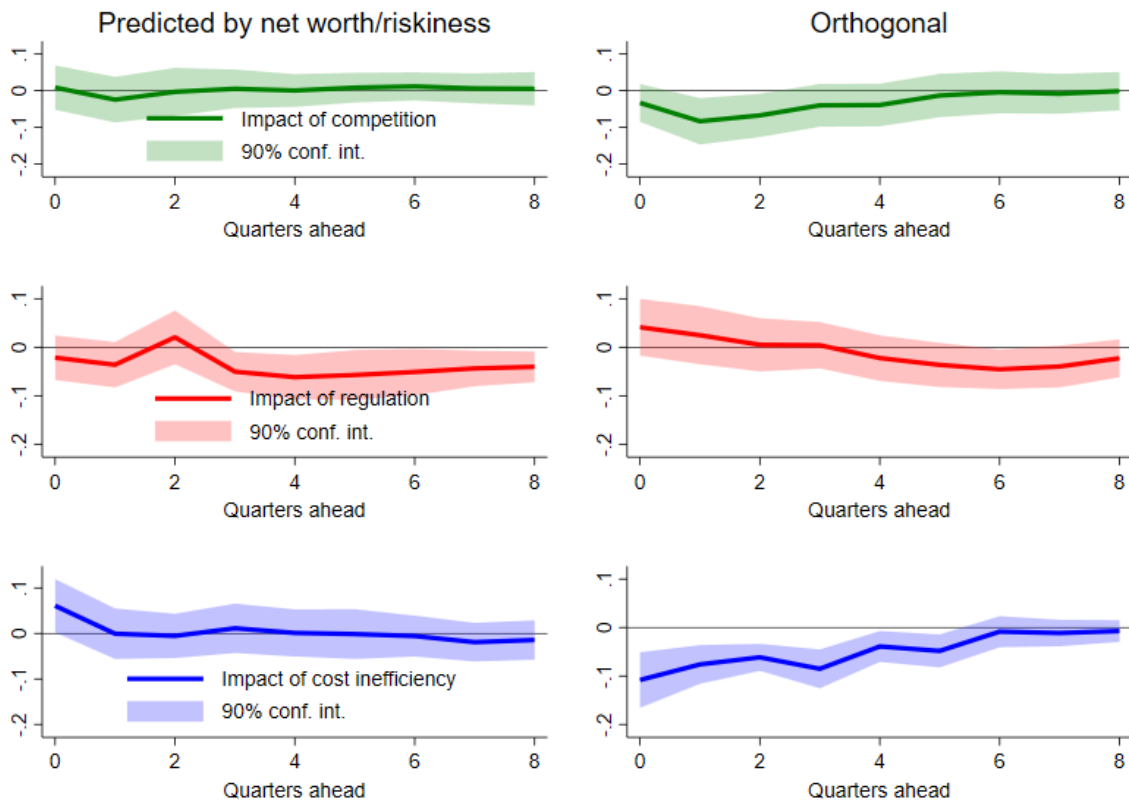 Predicted by net worth/riskiness
Orthogonal
.1
0
-.1
-.2
Impact of competition
90% conf. int.
0 2 4 6 8
Quarters ahead
.1
0
-.1
-.2
0 2 4 6 8
Quarters ahead
.1
0
-.1
-.2
Impact of regulation
90% conf. int.
0 2 4 6 8
Quarters ahead
.1
0
-.1
-.2
0 2 4 6 8
Quarters ahead
.1
0
-.1
-.2
Impact of cost inefficiency
90% conf. int.
0 2 4 6 8
Quarters ahead
.1
0
-.1
-.2
0 2 4 6 8
Quarters ahead